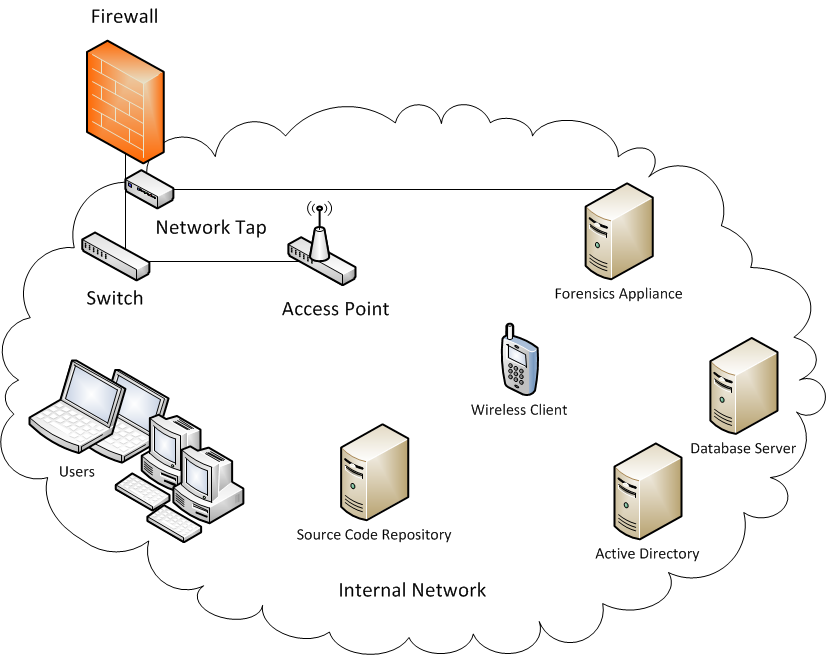 Firewall
Network Tap
Switch
Access Point
Forensics Appliance
Wireless Client
Database Server
Users
Source Code Repository
Active Directory
Internal Network